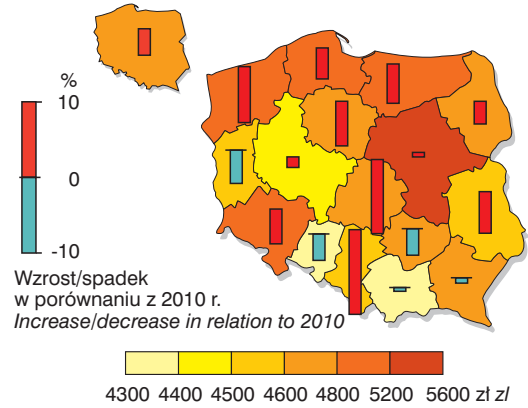 %
10
0
-10
Wzrost/spadek
w porównaniu z 2010 r.
Increase/decrease in relation to 2010
4300 4400 4500 4600 4800 5200 5600 zł zl